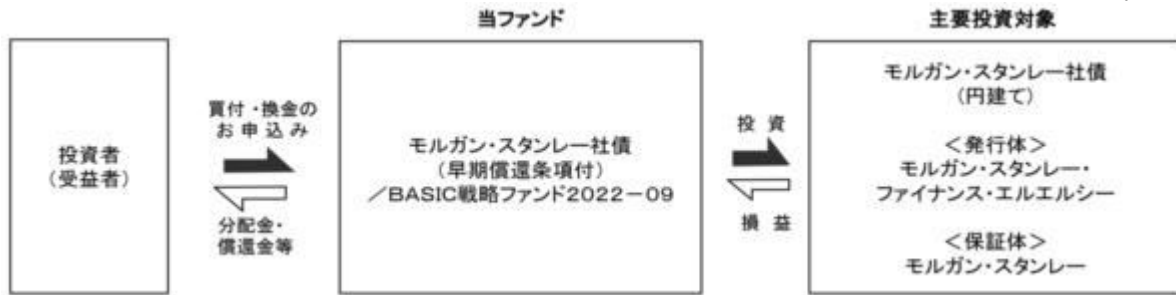 当ファンド
主要投資対象
投資者
(受益者)
買付・換金の
お申込み
分配金・
償還金等
モルガン・スタンレー社債
(早期償還条項付)
/BASIC戦略ファンド2022-09
投資
損益
モルガン・スタンレー社債
(円建て)
<発行体>
モルガン・スタンレー・
ファイナンス・エルエルシー
<保証体>
モルガン・スタンレー